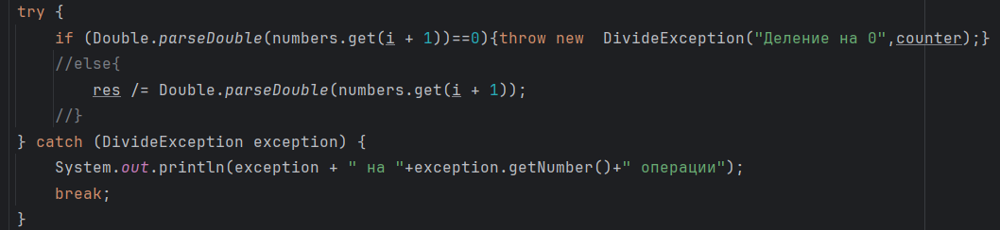 try {
    if (Double.parseDouble(numbers.get(i + 1))==0){throw new  DivideException("Деление на 0",counter);}
    //else{
        res /= Double.parseDouble(numbers.get(i + 1));
    //}
} catch (DivideException exception) {
    System.out.println(exception + " на "+exception.getNumber()+" операции");
    break;
}